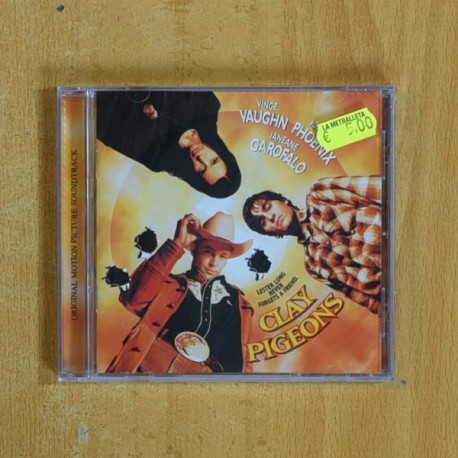 ORIGINAL MOTION PICTURE SOUNDTRACK
VINCE
VAUGHN
PHOENIX
JANEANE
GAROFALO
LA METRALLETA
€ 5,00
LESTER LONG
NEVER
FORGETS A FRIEND.
CLAY
PIGEONS